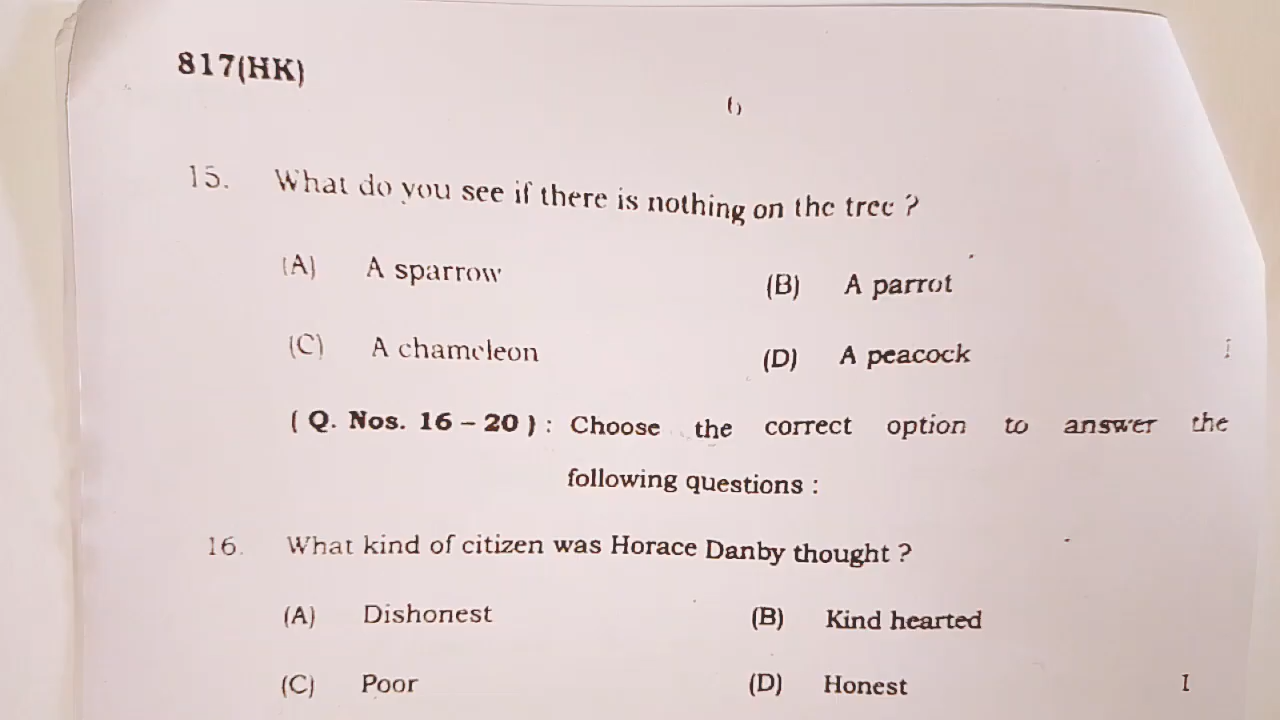 817(HK)
6
15. What do you see if there is nothing on the tree ?
(A) A sparrow (B) A parrot
(C) A chameleon (D) A peacock 1
( Q. Nos. 16 – 20 ) : Choose the correct option to answer the
following questions :
16. What kind of citizen was Horace Danby thought ?
(A) Dishonest (B) Kind hearted
(C) Poor (D) Honest 1